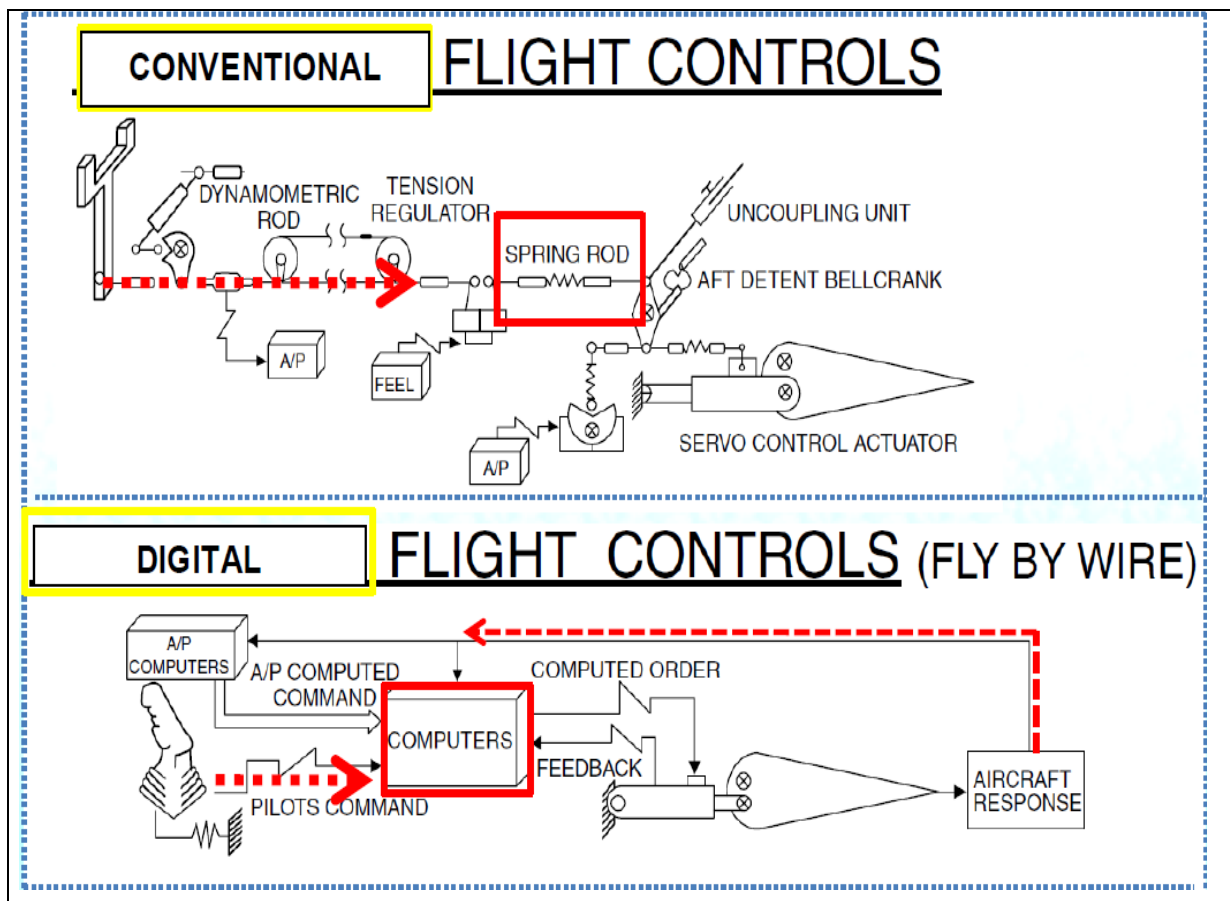 CONVENTIONAL FLIGHT CONTROLS
DYNAMOMETRIC
ROD
TENSION
REGULATOR
SPRING ROD
UNCOUPLING UNIT
AFT DETENT BELLCRANK
A/P
FEEL
A/P
SERVO CONTROL ACTUATOR
DIGITAL FLIGHT CONTROLS (FLY BY WIRE)
A/P
COMPUTERS
A/P COMPUTED
COMMAND
COMPUTED ORDER
COMPUTERS
FEEDBACK
PILOTS COMMAND
AIRCRAFT
RESPONSE